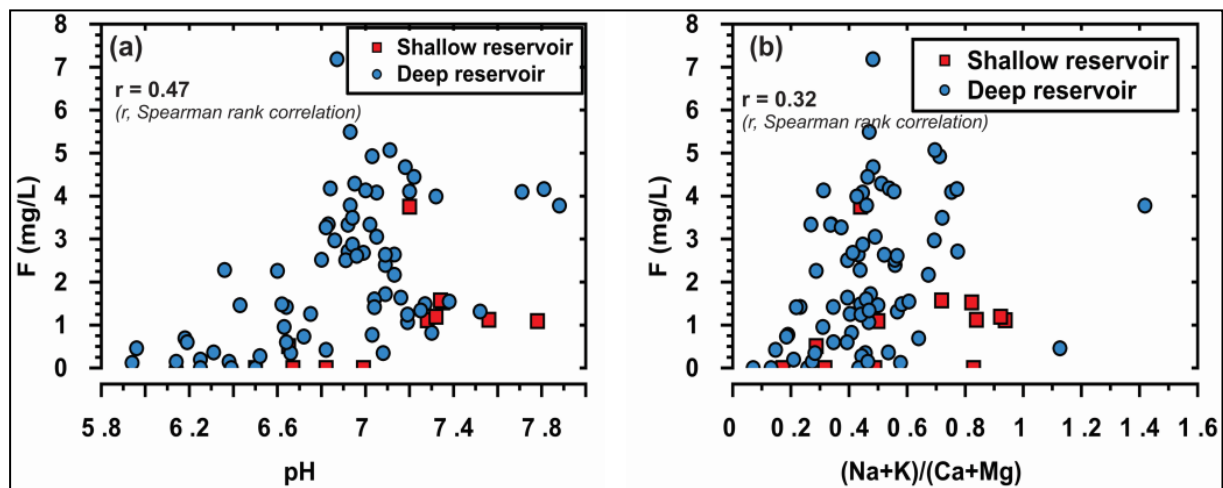 (a)
Shallow reservoir
Deep reservoir
r = 0.47
(r, Spearman rank correlation)
F (mg/L)
8
7
6
5
4
3
2
1
0
5.8 6.2 6.6 7 7.4 7.8
pH
(b)
Shallow reservoir
Deep reservoir
r = 0.32
(r, Spearman rank correlation)
F (mg/L)
8
7
6
5
4
3
2
1
0
0 0.2 0.4 0.6 0.8 1 1.2 1.4 1.6
(Na+K)/(Ca+Mg)